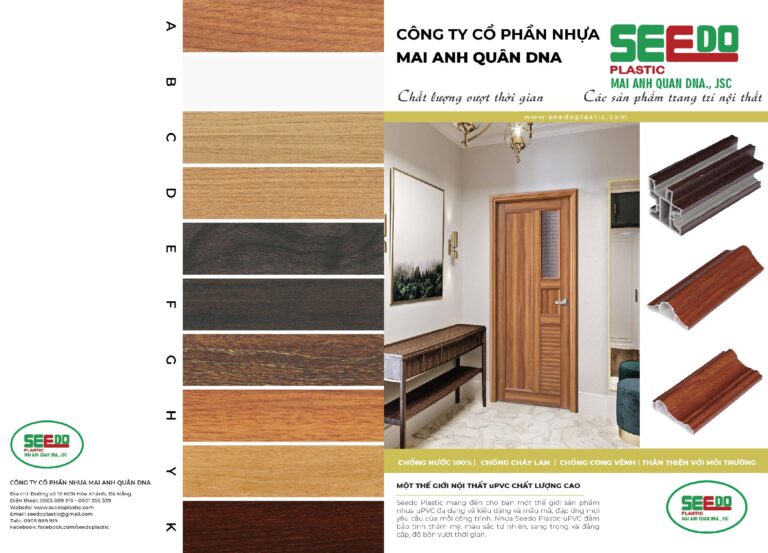 A
B
C
D
E
F
G
H
Y
K
SEEDO
PLASTIC
MAI ANH QUAN DNA., JSC
CÔNG TY CỔ PHẦN NHỰA MAI ANH QUÂN DNA
Địa chỉ: Đường số 10 KCN Hòa Khánh, Đà Nẵng
Điện thoại: 0905 889 919 - 0901 356 339
Website: www.seedoplastic.com
Email: seedoplastic@gmail.com
Zalo: 0905 889 919
Facebook: facebook.com/seedoplastic
CÔNG TY CỔ PHẦN NHỰA
MAI ANH QUÂN DNA
Chất lượng vượt thời gian
SEEDO
PLASTIC
MAI ANH QUAN DNA., JSC
Các sản phẩm trang trí nội thất
www.seedoplastic.com
CHỐNG NƯỚC 100% | CHỐNG CHÁY LAN | CHỐNG CONG VÊNH | THÂN THIỆN VỚI MÔI TRƯỜNG
MỘT THẾ GIỚI NỘI THẤT uPVC CHẤT LƯỢNG CAO
Seedo Plastic mang đến cho bạn một thế giới sản phẩm
nhựa uPVC đa dạng về kiểu dáng và mẫu mã, đáp ứng mọi
yêu cầu của mỗi công trình. Nhựa Seedo Plastic uPVC đảm
bảo tính thẩm mỹ, màu sắc tự nhiên, sang trọng và đẳng
cấp, độ bền vượt thời gian.
SEEDO
PLASTIC
MAI ANH QUAN DNA., JSC